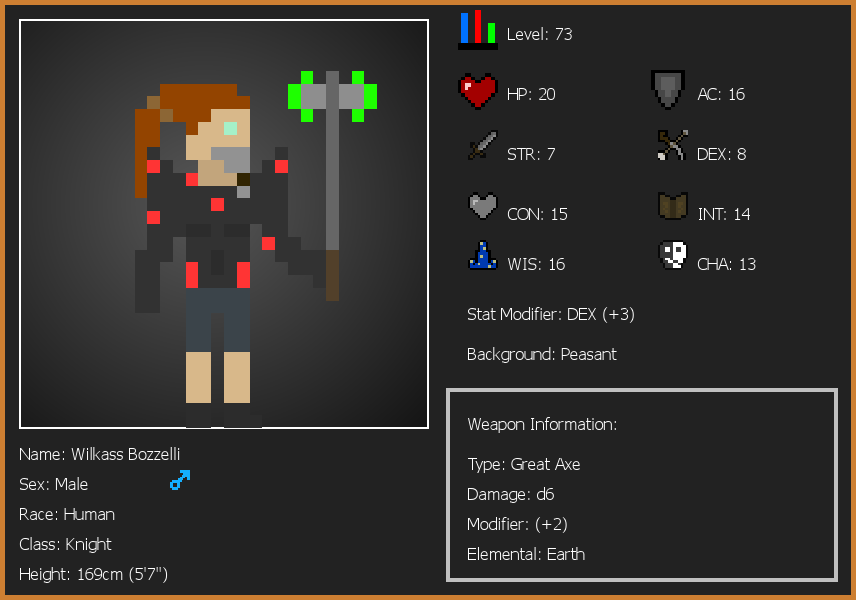 Level: 73
HP: 20
AC: 16
STR: 7
DEX: 8
CON: 15
INT: 14
WIS: 16
CHA: 13
Stat Modifier: DEX (+3)
Background: Peasant
Weapon Information:
Type: Great Axe
Damage: d6
Modifier: (+2)
Elemental: Earth
Name: Wilkass Bozzelli
Sex: Male
Race: Human
Class: Knight
Height: 169cm (5'7")